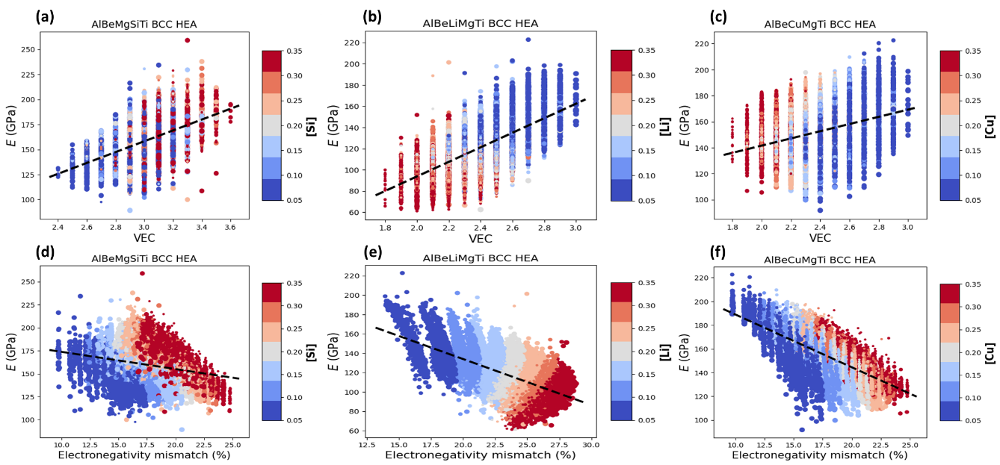 (a)
AlBeMgSiTi BCC HEA
E (GPa)
250
225
200
175
150
125
100
2.4 2.6 2.8 3.0 3.2 3.4 3.6
VEC
0.35
0.30
0.25
0.20
0.15
0.10
0.05
[Si]
(b)
AlBeLiMgTi BCC HEA
E (GPa)
220
200
180
160
140
120
100
80
60
1.8 2.0 2.2 2.4 2.6 2.8 3.0
VEC
0.35
0.30
0.25
0.20
0.15
0.10
0.05
[Li]
(c)
AlBeCuMgTi BCC HEA
E (GPa)
220
200
180
160
140
120
100
1.8 2.0 2.2 2.4 2.6 2.8 3.0
VEC
0.35
0.30
0.25
0.20
0.15
0.10
0.05
[Cu]
(d)
AlBeMgSiTi BCC HEA
E (GPa)
250
225
200
175
150
125
100
10.0 12.5 15.0 17.5 20.0 22.5 25.0
Electronegativity mismatch (%)
0.35
0.30
0.25
0.20
0.15
0.10
0.05
[Si]
(e)
AlBeLiMgTi BCC HEA
E (GPa)
220
200
180
160
140
120
100
80
60
15.0 17.5 20.0 22.5 25.0 27.5 30.0
Electronegativity mismatch (%)
0.35
0.30
0.25
0.20
0.15
0.10
0.05
[Li]
(f)
AlBeCuMgTi BCC HEA
E (GPa)
220
200
180
160
140
120
100
10.0 12.5 15.0 17.5 20.0 22.5 25.0
Electronegativity mismatch (%)
0.35
0.30
0.25
0.20
0.15
0.10
0.05
[Cu]